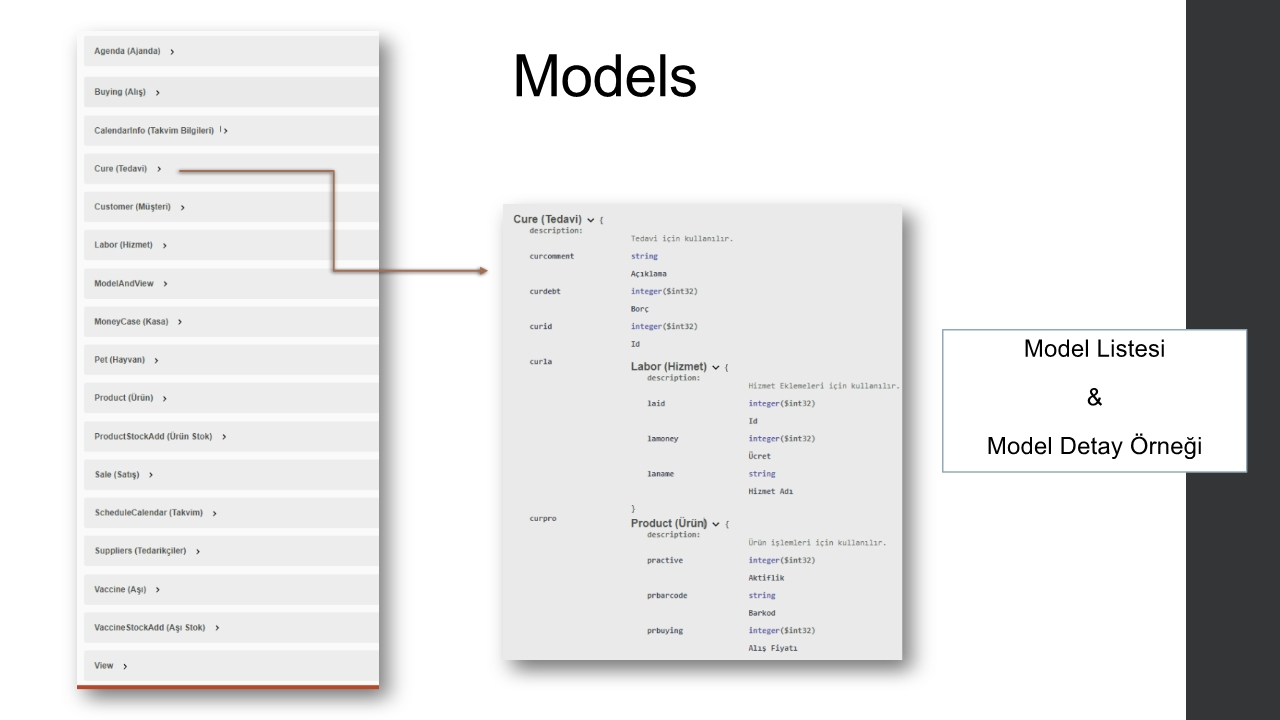 Models
Agenda (Ajanda)
Buying (Alış)
CalendarInfo (Takvim Bilgileri)
Cure (Tedavi)
Customer (Müşteri)
Labor (Hizmet)
ModelAndView
MoneyCase (Kasa)
Pet (Hayvan)
Product (Ürün)
ProductStockAdd (Ürün Stok)
Sale (Satış)
ScheduleCalendar (Takvim)
Suppliers (Tedarikçiler)
Vaccine (Aşı)
VaccineStockAdd (Aşı Stok)
View
Cure (Tedavi) {
description:
Tedavi için kullanılır.
curcomment string
Açıklama
curdebt integer($int32)
Borç
curid integer($int32)
Id
curla
Labor (Hizmet) {
description:
Hizmet Eklemeleri için kullanılır.
laid integer($int32)
Id
lamoney integer($int32)
Ücret
laname string
Hizmet Adı
}
curpro
Product (Ürün) {
description:
Ürün işlemleri için kullanılır.
practive integer($int32)
Aktiflik
prbarcode string
Barkod
prbuying integer($int32)
Alış Fiyatı
Model Listesi
&
Model Detay Örneği